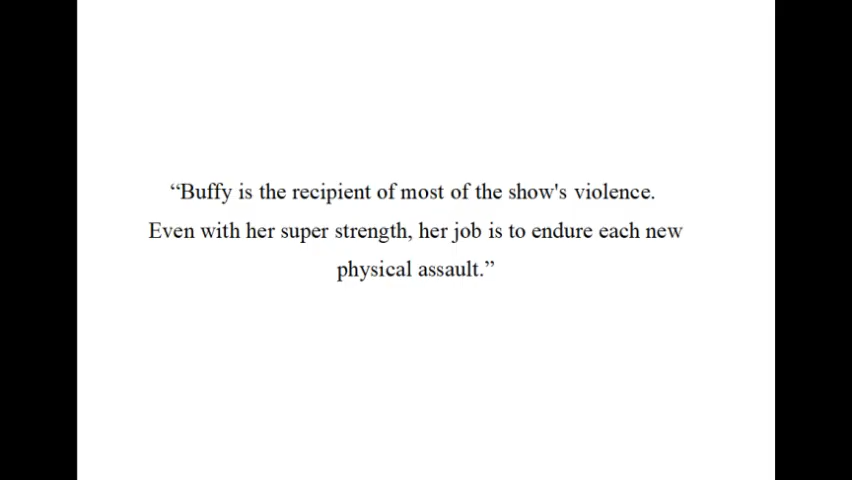 “Buffy is the recipient of most of the show's violence.
Even with her super strength, her job is to endure each new
physical assault.”